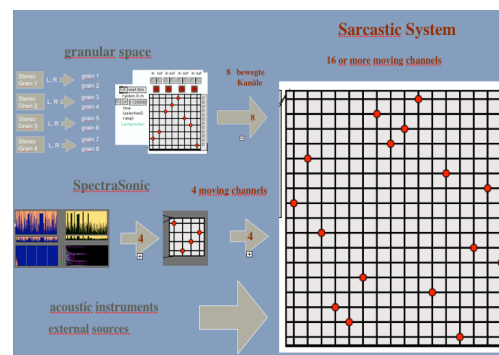 Sarcastic System
16 or more moving channels
granular space
Stereo
Grain 1
L, R
grain 1
grain 2
Stereo
Grain 2
L, R
grain 3
grain 4
Stereo
Grain 3
L, R
grain 5
grain 6
Stereo
Grain 4
L, R
grain 7
grain 8
8 bewegte
Kanäle
8
SpectraSonic
4 moving channels
4
4
acoustic instruments
external sources